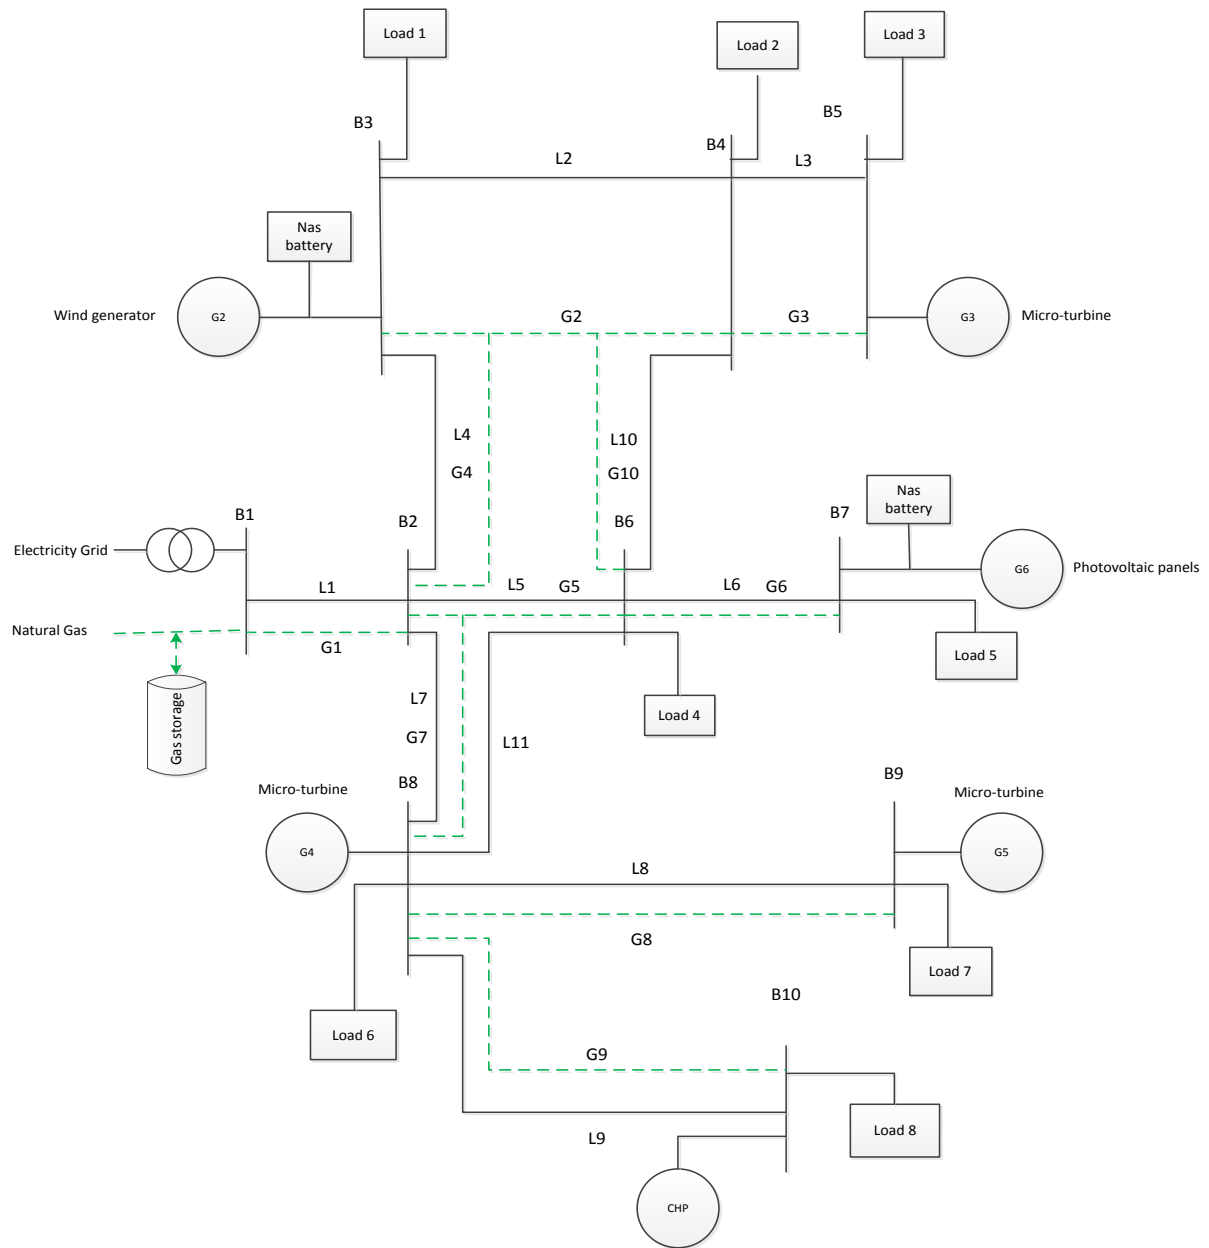 Load 1
Load 2
Load 3
B3
B4
B5
L2
L3
Nas
battery
Wind generator
G2
G2
G3
G3
Micro-turbine
L4
G4
L10
G10
B1
B2
B6
B7
Nas
battery
Electricity Grid
G6
Photovoltaic panels
L1
L5
G5
L6
G6
Natural Gas
G1
Load 5
Gas storage
L7
G7
L11
Load 4
Micro-turbine
B8
B9
Micro-turbine
G4
G5
L8
G8
Load 7
Load 6
B10
G9
L9
Load 8
CHP